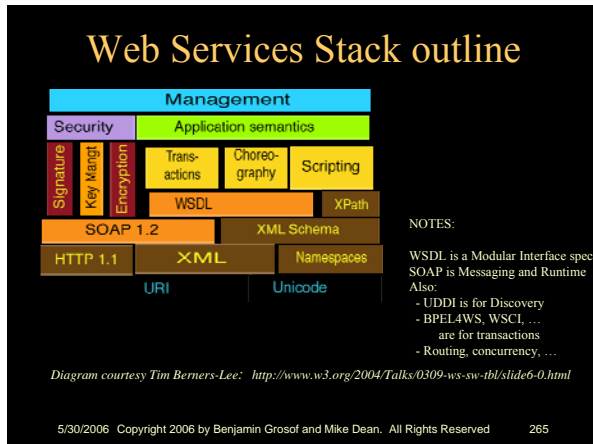 Web Services Stack outline
Management
Security
Application semantics
Signature
Key Mangt
Encryption
Trans-
actions
Choreo-
graphy
Scripting
WSDL
XPath
SOAP 1.2
XML Schema
HTTP 1.1
XML
Namespaces
URI
Unicode
NOTES:
WSDL is a Modular Interface spec
SOAP is Messaging and Runtime
Also:
- UDDI is for Discovery
- BPEL4WS, WSCI, …
are for transactions
- Routing, concurrency, …
Diagram courtesy Tim Berners-Lee: http://www.w3.org/2004/Talks/0309-ws-sw-tbl/slide6-0.html
5/30/2006 Copyright 2006 by Benjamin Grosof and Mike Dean. All Rights Reserved 265